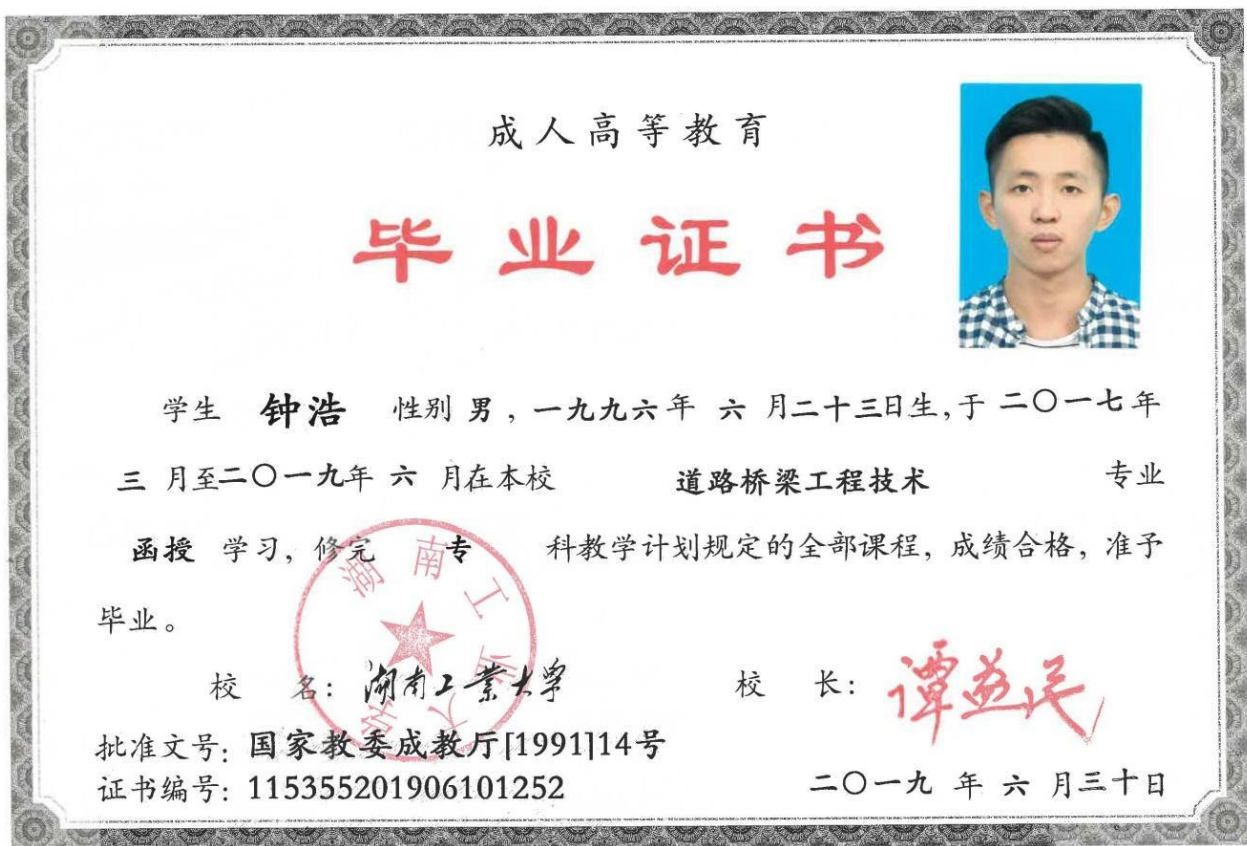 成人高等教育
毕业证书
学生 钟浩 性别 男，一九九六年 六 月二十三日生，于 二〇一七年
三 月至二〇一九年 六 月在本校 道路桥梁工程技术 专业
函授 学习，修完 专 科教学计划规定的全部课程，成绩合格，准予
毕业。
湖南工业大学
校 名：湖南工業大學 校 长：谭益民
批准文号：国家教委成教厅[1991]14号
证书编号：115355201906101252 二〇一九 年 六 月三十日